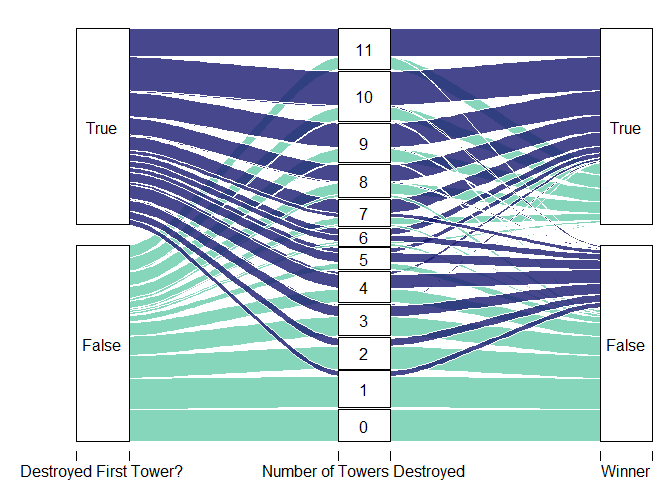 True
False
11
10
9
8
7
6
5
4
3
2
1
0
True
False
Destroyed First Tower?
Number of Towers Destroyed
Winner